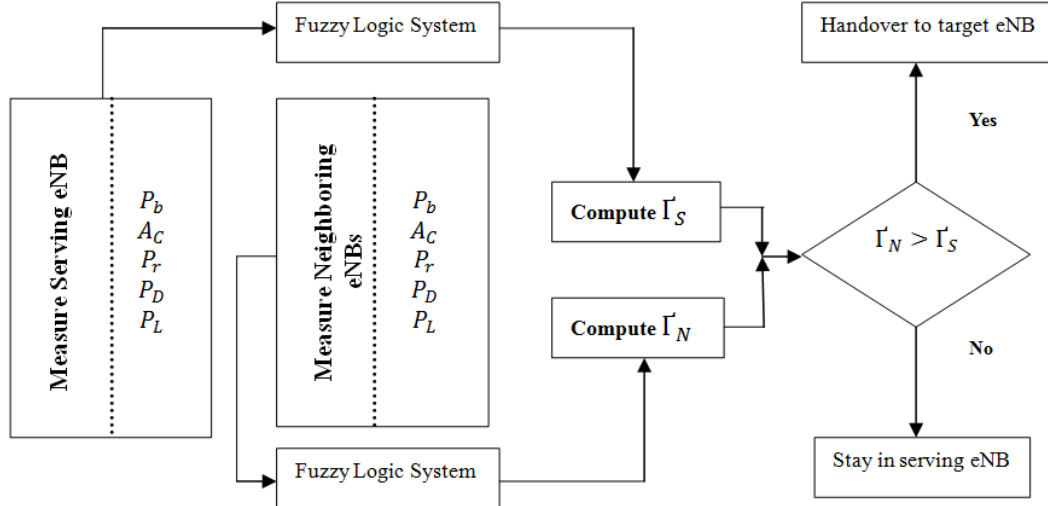 Fuzzy Logic System
Handover to target eNB
Measure Serving eNB
P_b
A_C
P_r
P_D
P_L
Measure Neighboring
eNBs
P_b
A_C
P_r
P_D
P_L
Compute Γ_S
Compute Γ_N
Γ_N > Γ_S
Yes
No
Fuzzy Logic System
Stay in serving eNB